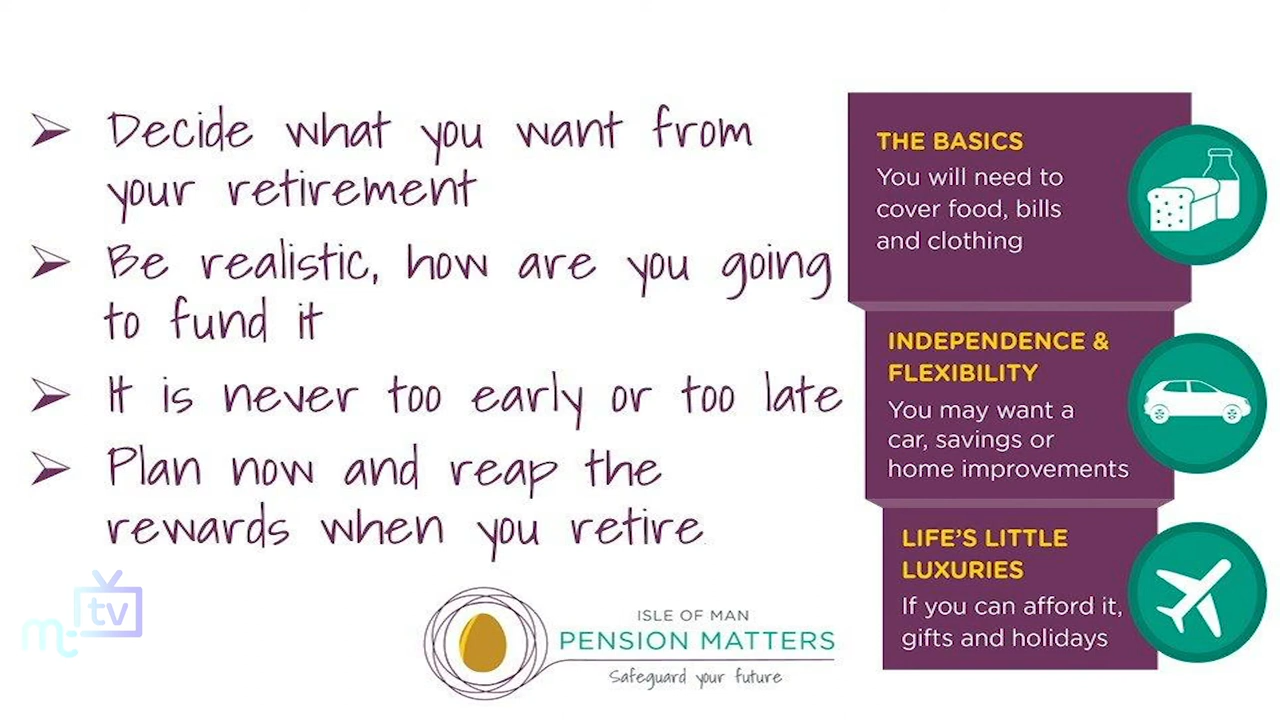 Decide what you want from
your retirement
Be realistic, how are you going
to fund it
It is never too early or too late
Plan now and reap the
rewards when you retire.
THE BASICS
You will need to
cover food, bills
and clothing
INDEPENDENCE &
FLEXIBILITY
You may want a
car, savings or
home improvements
LIFE'S LITTLE
LUXURIES
If you can afford it,
gifts and holidays
mi tv
ISLE OF MAN
PENSION MATTERS
Safeguard your future